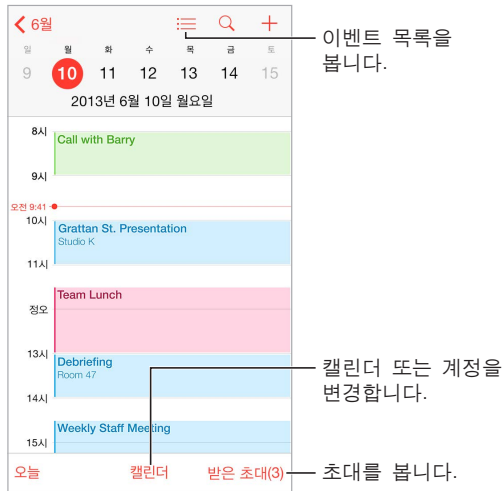 6월
일 월 화 수 목 금 토
9 10 11 12 13 14 15
2013년 6월 10일 월요일
8시
Call with Barry
9시
오전 9:41
10시
Grattan St. Presentation
Studio K
11시
Team Lunch
정오
13시
Debriefing
Room 47
14시
Weekly Staff Meeting
15시
오늘 캘린더 받은 초대(3)
이벤트 목록을
봅니다.
캘린더 또는 계정을
변경합니다.
초대를 봅니다.